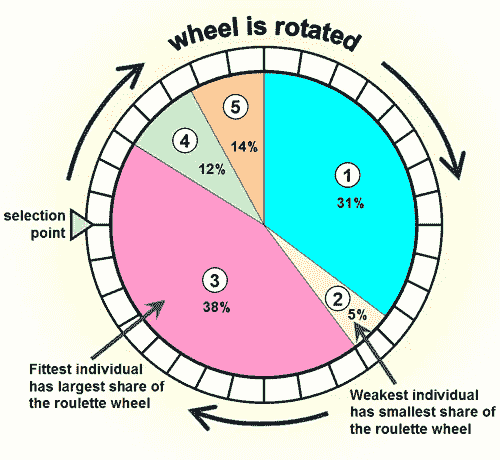 wheel is rotated
5
14%
4
12%
1
31%
selection
point
3
38%
2
5%
Fittest individual
has largest share of
the roulette wheel
Weakest individual
has smallest share of
the roulette wheel